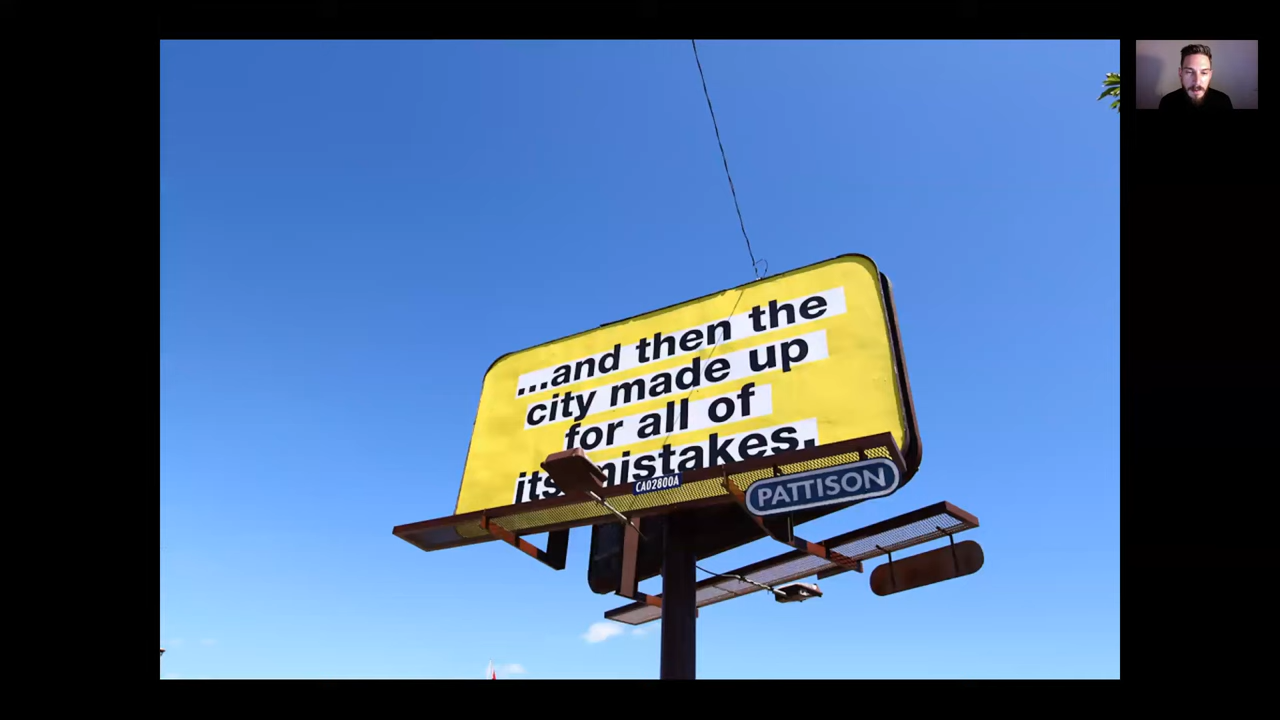 ...and then the
city made up
for all of
its mistakes.
CA02800A
PATTISON